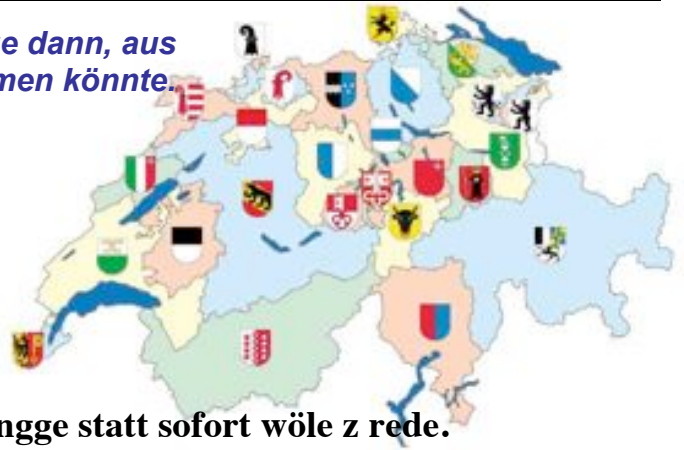 e dann, aus
men könnte.
ngge statt sofort wöle z rede.